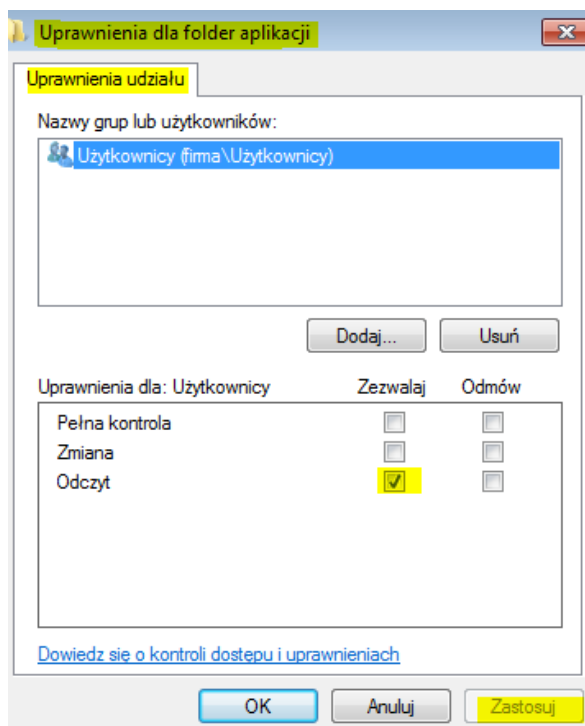 Uprawnienia dla folder aplikacji
Uprawnienia udziału
Nazwy grup lub użytkowników:
Użytkownicy (firma\Użytkownicy)
Dodaj... Usuń
Uprawnienia dla: Użytkownicy Zezwalaj Odmów
Pełna kontrola
Zmiana
Odczyt
Dowiedz się o kontroli dostępu i uprawnieniach
OK Anuluj Zastosuj